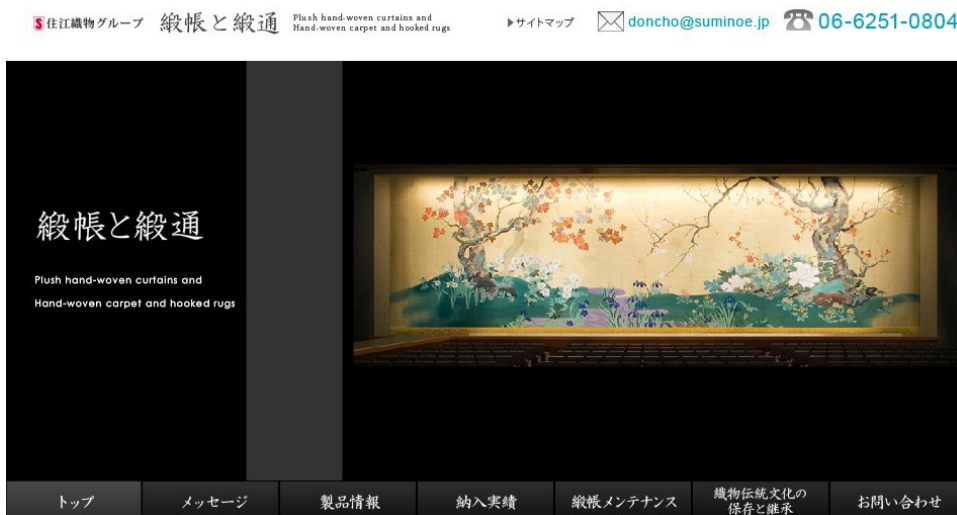 S 住江織物グループ 緞帳と緞通 Plush hand-woven curtains and
Hand-woven carpet and hooked rugs
▶サイトマップ doncho@suminoe.jp 06-6251-0804
緞帳と緞通
Plush hand-woven curtains and
Hand-woven carpet and hooked rugs
トップ メッセージ 製品情報 納入実績 緞帳メンテナンス 織物伝統文化の
保存と継承 お問い合わせ